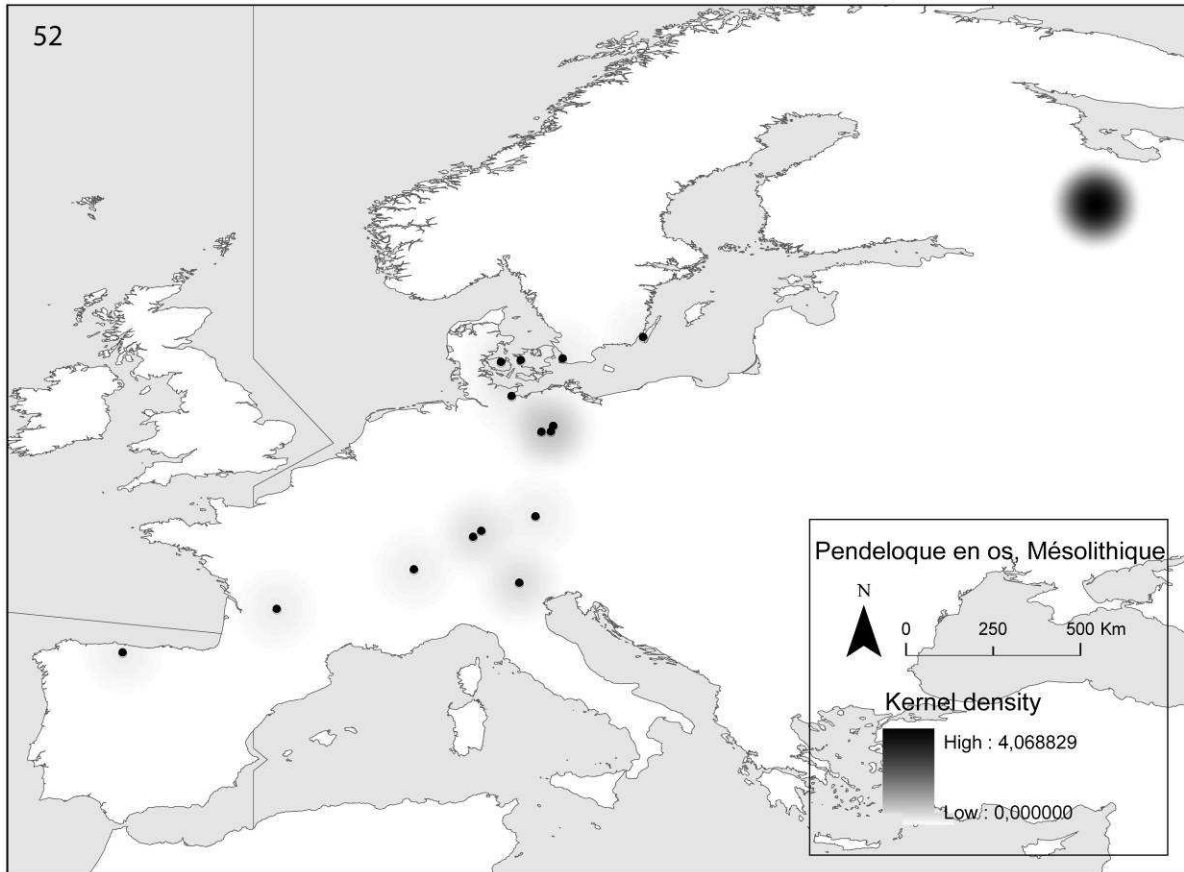 52
Pendeloque en os, Mésolithique
N
0 250 500 Km
Kernel density
High : 4,068829
Low : 0,000000